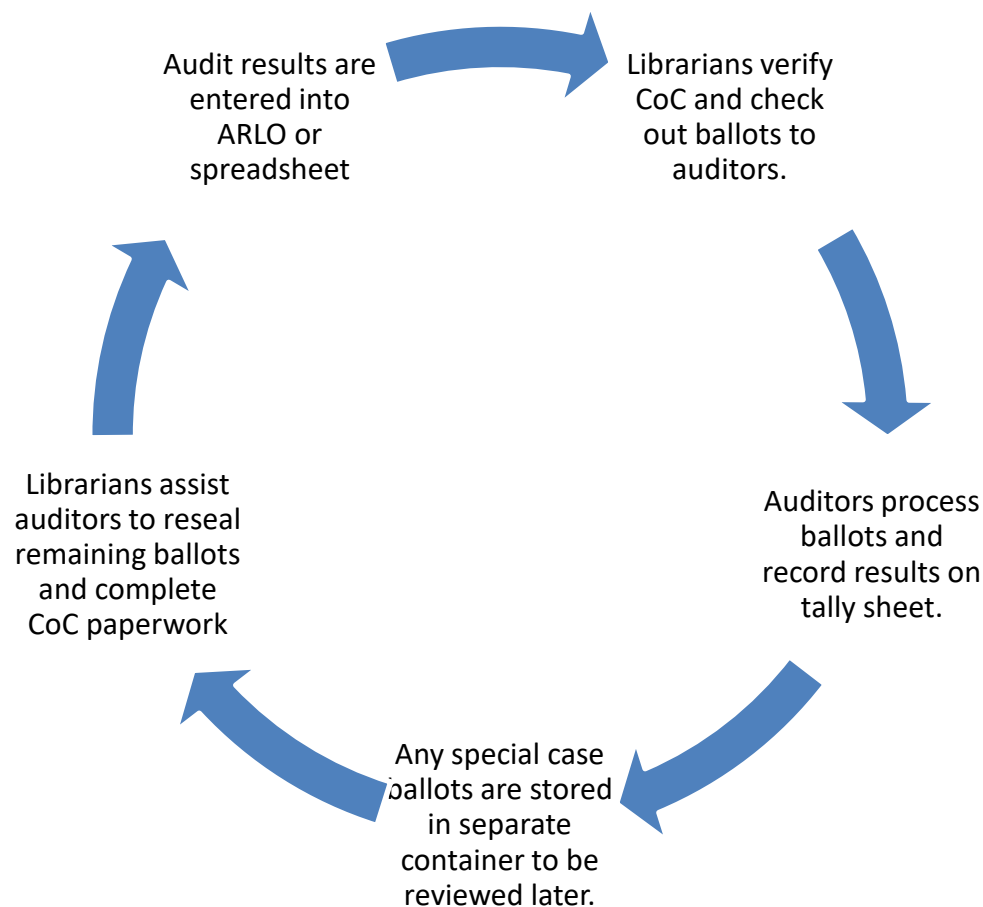 Audit results are
entered into
ARLO or
spreadsheet
Librarians verify
CoC and check
out ballots to
auditors.
Auditors process
ballots and
record results on
tally sheet.
Any special case
ballots are stored
in separate
container to be
reviewed later.
Librarians assist
auditors to reseal
remaining ballots
and complete
CoC paperwork